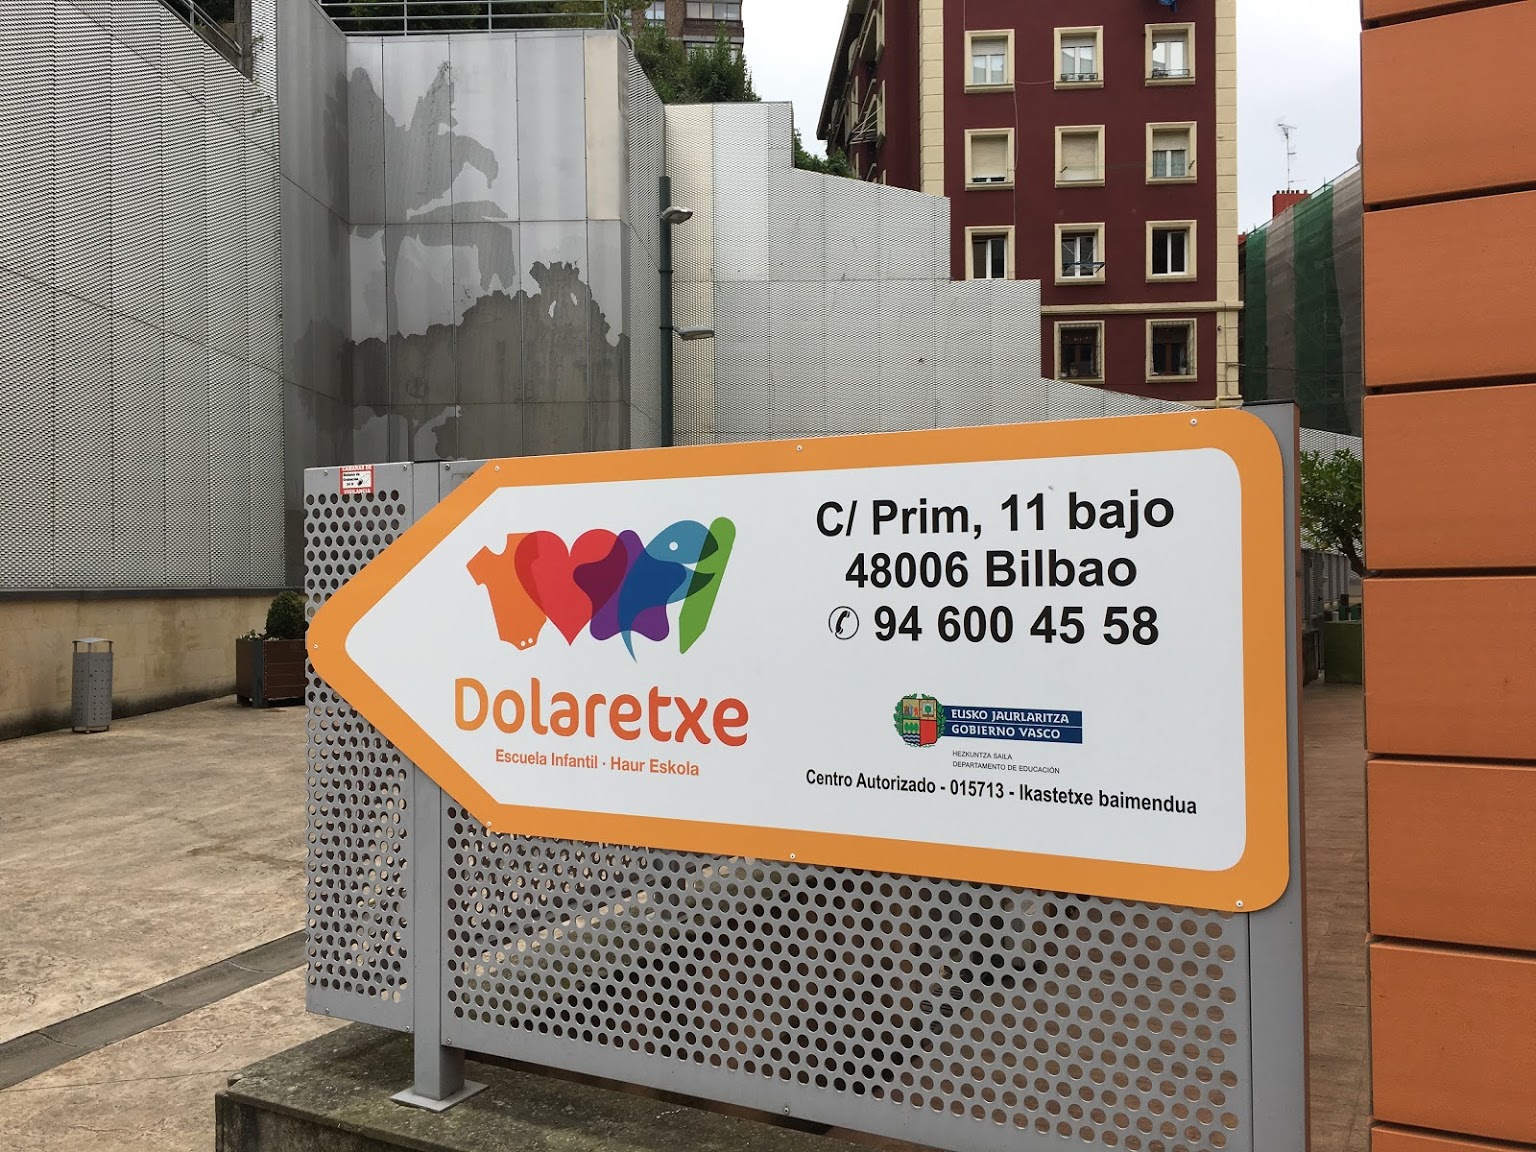 C/ Prim, 11 bajo
48006 Bilbao
94 600 45 58
Dolaretxe
Escuela Infantil · Haur Eskola
EUSKO JAURLARITZA
GOBIERNO VASCO
HEZKUNTZA SAILA
DEPARTAMENTO DE EDUCACIÓN
Centro Autorizado - 015713 - Ikastetxe baimendua
VIGILANCIA